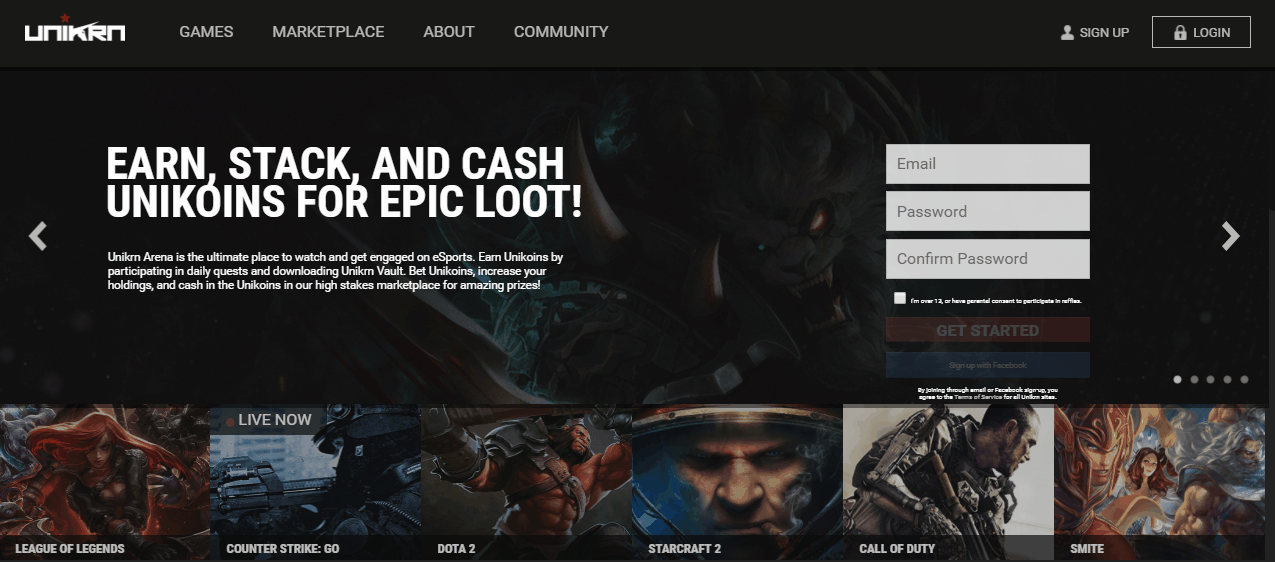 UNIKRN
GAMES
MARKETPLACE
ABOUT
COMMUNITY
SIGN UP
LOGIN
EARN, STACK, AND CASH
UNIKOINS FOR EPIC LOOT!
Unikrn Arena is the ultimate place to watch and get engaged on eSports. Earn Unikoins by
participating in daily quests and downloading Unikrn Vault. Bet Unikoins, increase your
holdings, and cash in the Unikoins in our high stakes marketplace for amazing prizes!
Email
Password
Confirm Password
I'm over 13, or have parental consent to participate in raffles.
GET STARTED
Sign up with Facebook
By joining through email or Facebook sign-up, you
agree to the Terms of Service for all Unikrn sites.
LIVE NOW
LEAGUE OF LEGENDS
COUNTER STRIKE: GO
DOTA 2
STARCRAFT 2
CALL OF DUTY
SMITE